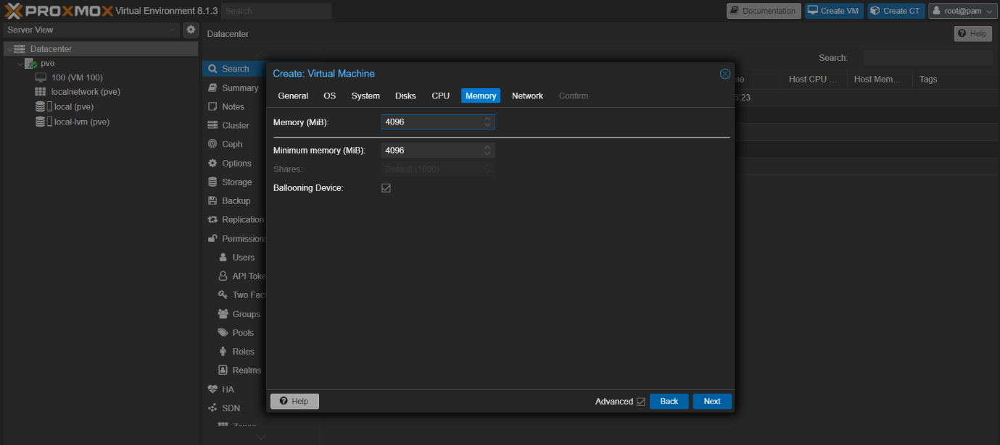 PROXMOX Virtual Environment 8.1.3 Search Documentation Create VM Create CT root@pam
Server View
Datacenter
pve
100 (VM 100)
localnetwork (pve)
local (pve)
local-lvm (pve)
Datacenter Help
Search
Summary
Notes
Cluster
Ceph
Options
Storage
Backup
Replication
Permissions
Users
API Toke
Two Fac
Groups
Pools
Roles
Realms
HA
SDN
Search:
Host CPU ... Host Mem... Tags
6:23
Create: Virtual Machine
General OS System Disks CPU Memory Network Confirm
Memory (MiB): 4096
Minimum memory (MiB): 4096
Shares: Default (1000)
Ballooning Device:
Help Advanced Back Next